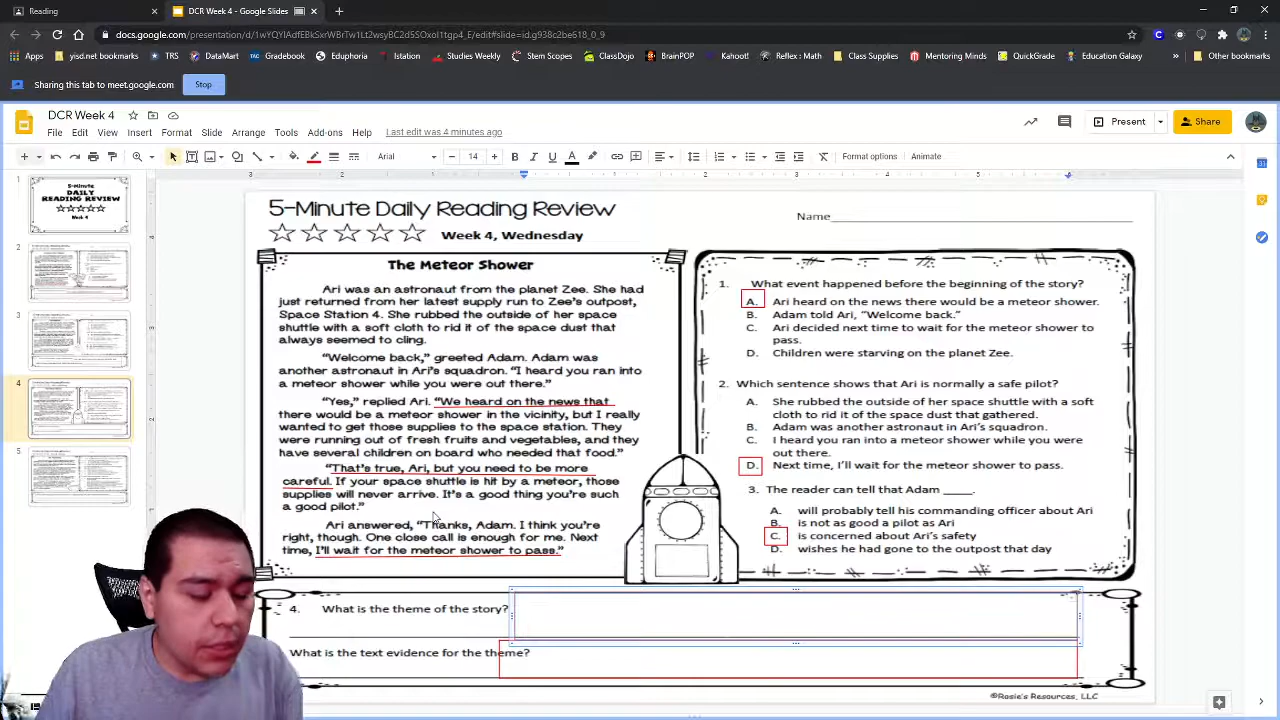 Reading
DCR Week 4 - Google Slides
docs.google.com/presentation/d/1wYQYIAdfEBkSxrWBrTw1Lt2wsyBC2d5SOxol1tgp4_E/edit#slide=id.g938c2be618_0_9
Apps
yisd.net bookmarks
TRS
DataMart
Gradebook
Eduphoria
Istation
Studies Weekly
Stem Scopes
ClassDojo
BrainPOP
Kahoot!
Reflex : Math
Class Supplies
Mentoring Minds
QuickGrade
Education Galaxy
Other bookmarks
Sharing this tab to meet.google.com
Stop
DCR Week 4
File Edit View Insert Format Slide Arrange Tools Add-ons Help
Last edit was 4 minutes ago
Present
Share
Arial
14
Format options
Animate
1
5-Minute
DAILY
READING REVIEW
Week 4
2
3
4
5
5-Minute Daily Reading Review
Name
Week 4, Wednesday
The Meteor Shower
Ari was an astronaut from the planet Zee. She had
just returned from her latest supply run to Zee's outpost,
Space Station 4. She rubbed the outside of her space
shuttle with a soft cloth to rid it of the space dust that
always seemed to cling.
"Welcome back," greeted Adam. Adam was
another astronaut in Ari's squadron. "I heard you ran into
a meteor shower while you were out there."
"Yes," replied Ari. "We heard on the news that
there would be a meteor shower in the vicinity, but I really
wanted to get those supplies to the space station. They
were running out of fresh fruits and vegetables, and they
have several children on board who needed that food."
"That's true, Ari, but you need to be more
careful. If your space shuttle is hit by a meteor, those
supplies will never arrive. It's a good thing you're such
a good pilot."
Ari answered, "Thanks, Adam. I think you're
right, though. One close call is enough for me. Next
time, I'll wait for the meteor shower to pass."
1. What event happened before the beginning of the story?
A. Ari heard on the news there would be a meteor shower.
B. Adam told Ari, "Welcome back."
C. Ari decided next time to wait for the meteor shower to
pass.
D. Children were starving on the planet Zee.
2. Which sentence shows that Ari is normally a safe pilot?
A. She rubbed the outside of her space shuttle with a soft
cloth to rid it of the space dust that gathered.
B. Adam was another astronaut in Ari's squadron.
C. I heard you ran into a meteor shower while you were
out there.
D. Next time, I'll wait for the meteor shower to pass.
3. The reader can tell that Adam ____.
A. will probably tell his commanding officer about Ari
B. is not as good a pilot as Ari
C. is concerned about Ari's safety
D. wishes he had gone to the outpost that day
4. What is the theme of the story?
What is the text evidence for the theme?
©Rosie's Resources, LLC